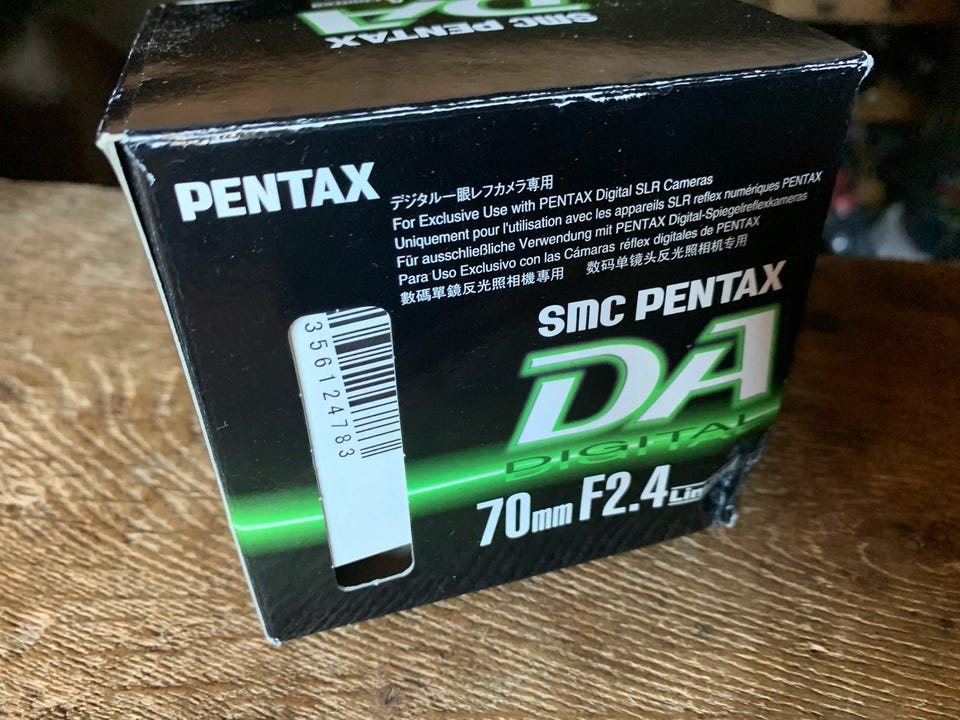 DA
smc PENTAX
PENTAX
デジタル一眼レフカメラ専用
For Exclusive Use with PENTAX Digital SLR Cameras
Uniquement pour l'utilisation avec les appareils SLR reflex numériques PENTAX
Für ausschließliche Verwendung mit PENTAX Digital-Spiegelreflexkameras
Para Uso Exclusivo con las Cámaras réflex digitales de PENTAX
數碼單鏡反光照相機專用 数码单镜头反光照相机专用
smc PENTAX
DA
DIGITAL
70mm F2.4
356124783